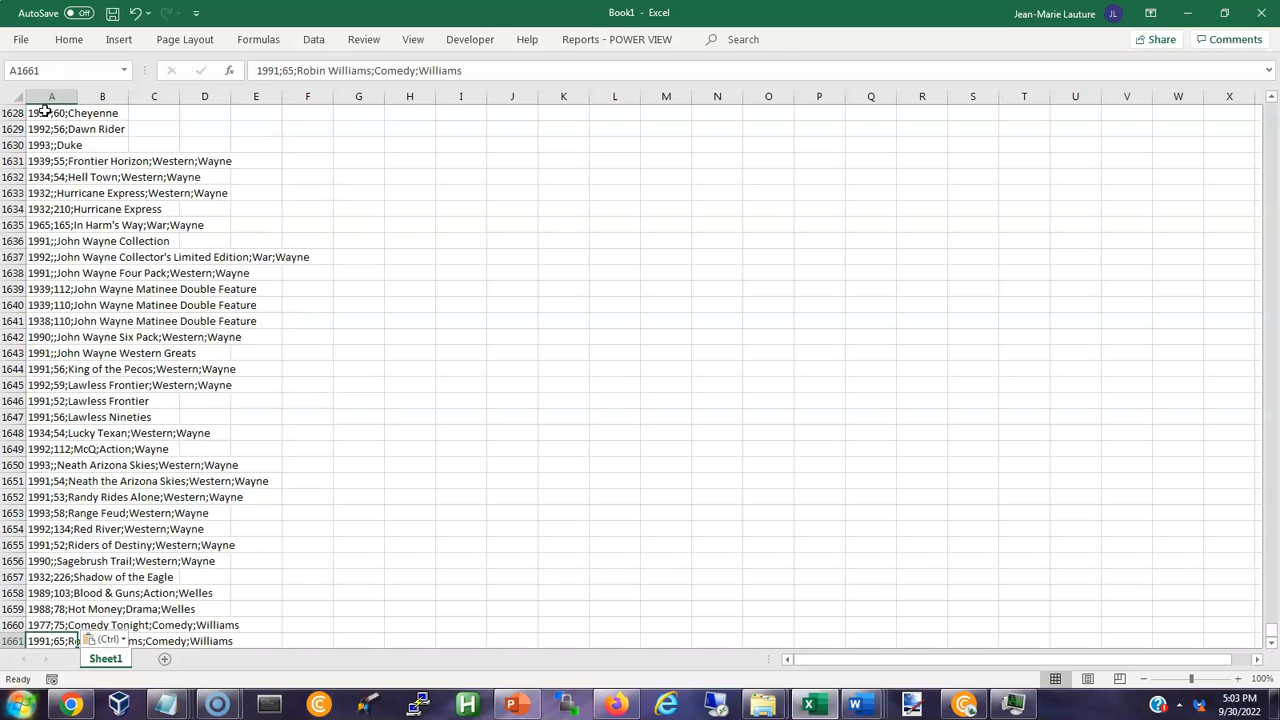 AutoSave Off Book1 - Excel Jean-Marie Lauture JL
File Home Insert Page Layout Formulas Data Review View Developer Help Reports - POWER VIEW Search Share Comments
A1661 fx 1991;65;Robin Williams;Comedy;Williams
A B C D E F G H I J K L M N O P Q R S T U V W X
1628 ;60;Cheyenne
1629 1992;56;Dawn Rider
1630 1993;;Duke
1631 1939;55;Frontier Horizon;Western;Wayne
1632 1934;54;Hell Town;Western;Wayne
1633 1932;;Hurricane Express;Western;Wayne
1634 1932;210;Hurricane Express
1635 1965;165;In Harm's Way;War;Wayne
1636 1991;;John Wayne Collection
1637 1992;;John Wayne Collector's Limited Edition;War;Wayne
1638 1991;;John Wayne Four Pack;Western;Wayne
1639 1939;112;John Wayne Matinee Double Feature
1640 1939;110;John Wayne Matinee Double Feature
1641 1938;110;John Wayne Matinee Double Feature
1642 1990;;John Wayne Six Pack;Western;Wayne
1643 1991;;John Wayne Western Greats
1644 1991;56;King of the Pecos;Western;Wayne
1645 1992;59;Lawless Frontier;Western;Wayne
1646 1991;52;Lawless Frontier
1647 1991;56;Lawless Nineties
1648 1934;54;Lucky Texan;Western;Wayne
1649 1992;112;McQ;Action;Wayne
1650 1993;;Neath Arizona Skies;Western;Wayne
1651 1991;54;Neath the Arizona Skies;Western;Wayne
1652 1991;53;Randy Rides Alone;Western;Wayne
1653 1993;58;Range Feud;Western;Wayne
1654 1992;134;Red River;Western;Wayne
1655 1991;52;Riders of Destiny;Western;Wayne
1656 1990;;Sagebrush Trail;Western;Wayne
1657 1932;226;Shadow of the Eagle
1658 1989;103;Blood & Guns;Action;Welles
1659 1988;78;Hot Money;Drama;Welles
1660 1977;75;Comedy Tonight;Comedy;Williams
1661 1991;65;R (Ctrl) ms;Comedy;Williams
Sheet1
Ready 100%
5:03 PM
9/30/2022